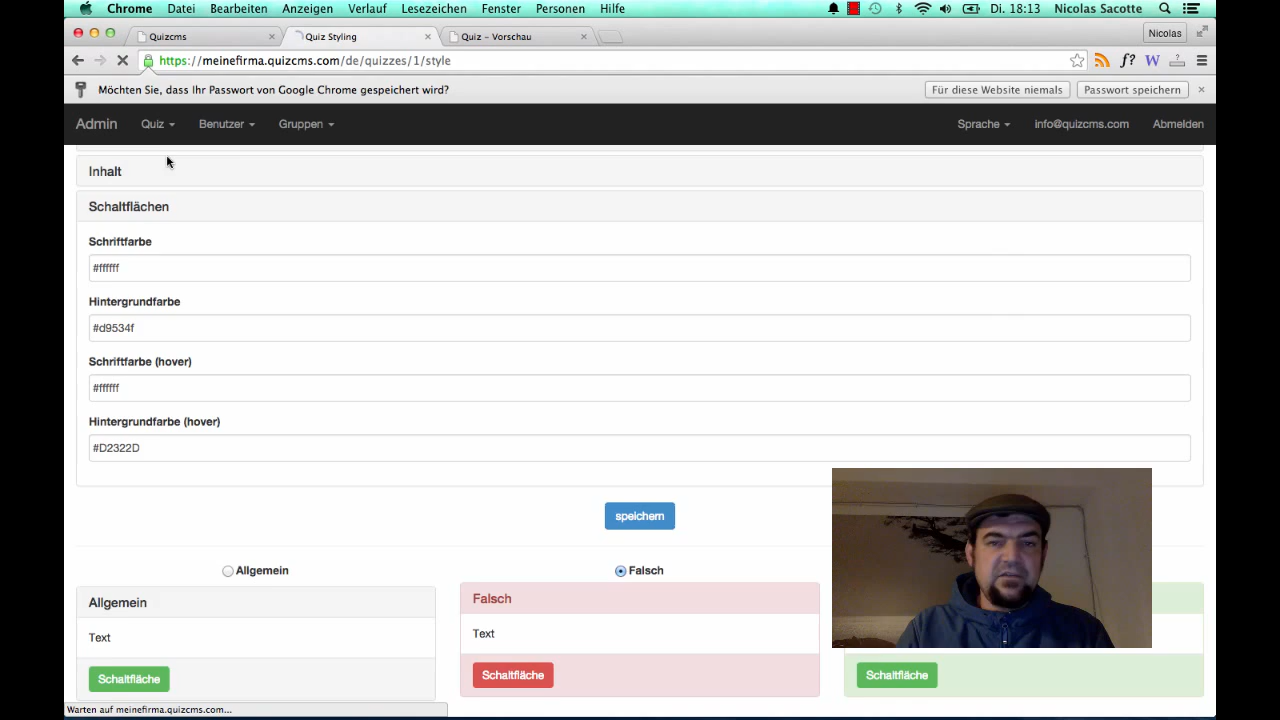 Chrome Datei Bearbeiten Anzeigen Verlauf Lesezeichen Fenster Personen Hilfe Di. 18:13 Nicolas Sacotte
Quizcms Quiz Styling Quiz – Vorschau Nicolas
https://meinefirma.quizcms.com/de/quizzes/1/style f? W
Möchten Sie, dass Ihr Passwort von Google Chrome gespeichert wird? Für diese Website niemals Passwort speichern
Admin Quiz Benutzer Gruppen Sprache info@quizcms.com Abmelden
Inhalt
Schaltflächen
Schriftfarbe
#ffffff
Hintergrundfarbe
#d9534f
Schriftfarbe (hover)
#ffffff
Hintergrundfarbe (hover)
#D2322D
speichern
Allgemein Falsch
Allgemein Falsch
Text Text
Schaltfläche Schaltfläche Schaltfläche
Warten auf meinefirma.quizcms.com...